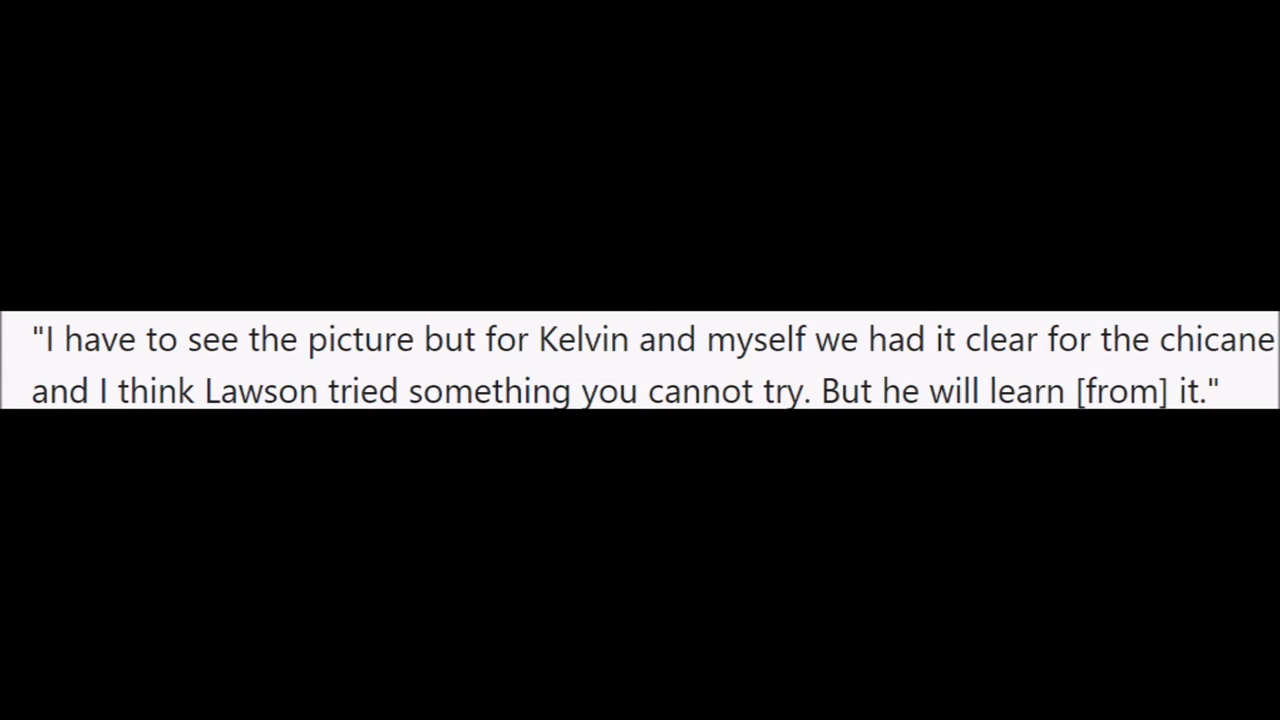 "I have to see the picture but for Kelvin and myself we had it clear for the chicane
and I think Lawson tried something you cannot try. But he will learn [from] it."